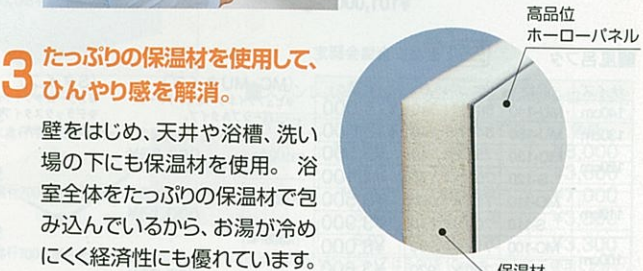 高品位
ホーローパネル
3
たっぷりの保温材を使用して、
ひんやり感を解消。
壁をはじめ、天井や浴槽、洗い
場の下にも保温材を使用。 浴
室全体をたっぷりの保温材で包
み込んでいるから、お湯が冷め
にくく経済性にも優れています。
保温材